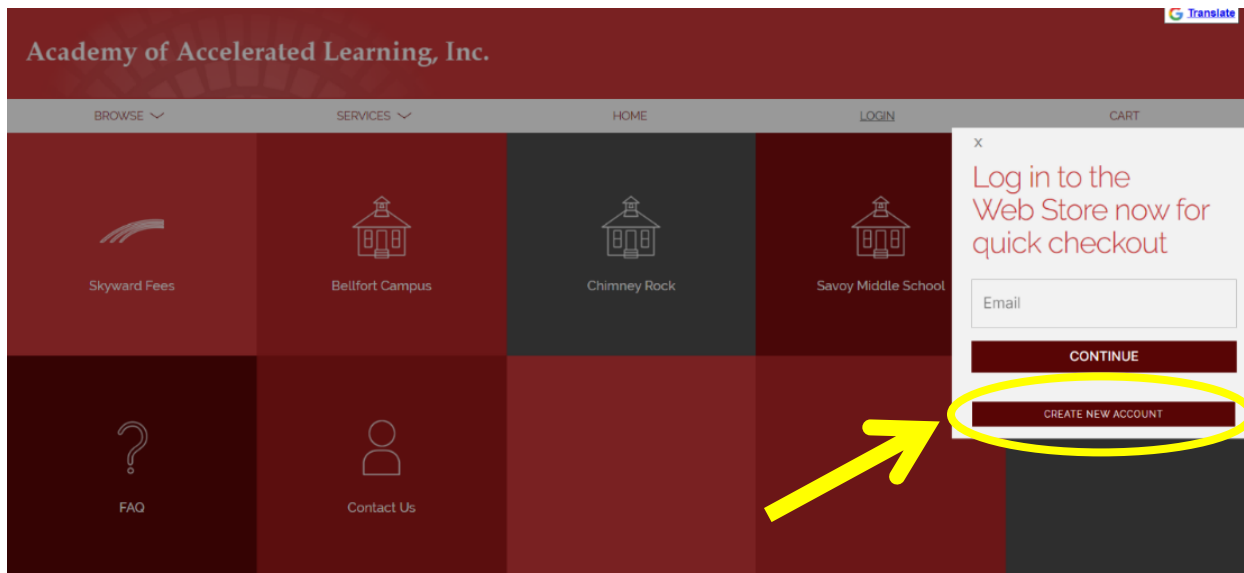 Translate
Academy of Accelerated Learning, Inc.
BROWSE
SERVICES
HOME
LOGIN
CART
x
Log in to the
Web Store now for
quick checkout
Email
CONTINUE
CREATE NEW ACCOUNT
Skyward Fees
Bellfort Campus
Chimney Rock
Savoy Middle School
FAQ
Contact Us